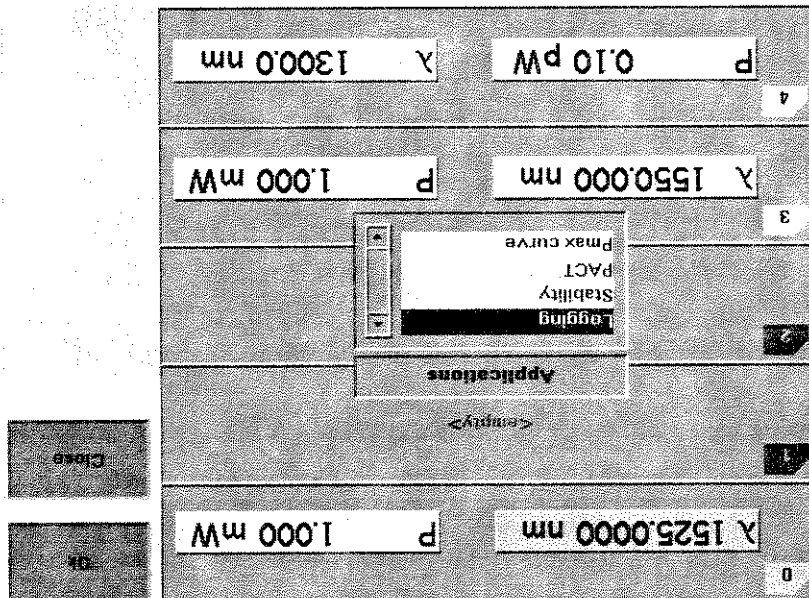 0
λ 1525.0000 nm P 1.000 mW
Ok
1
<empty>
Close
Applications
2
Logging
Stability
PACT
Pmax curve
3
λ 1550.000 nm P 1.000 mW
4
P 0.10 pW λ 1300.0 nm